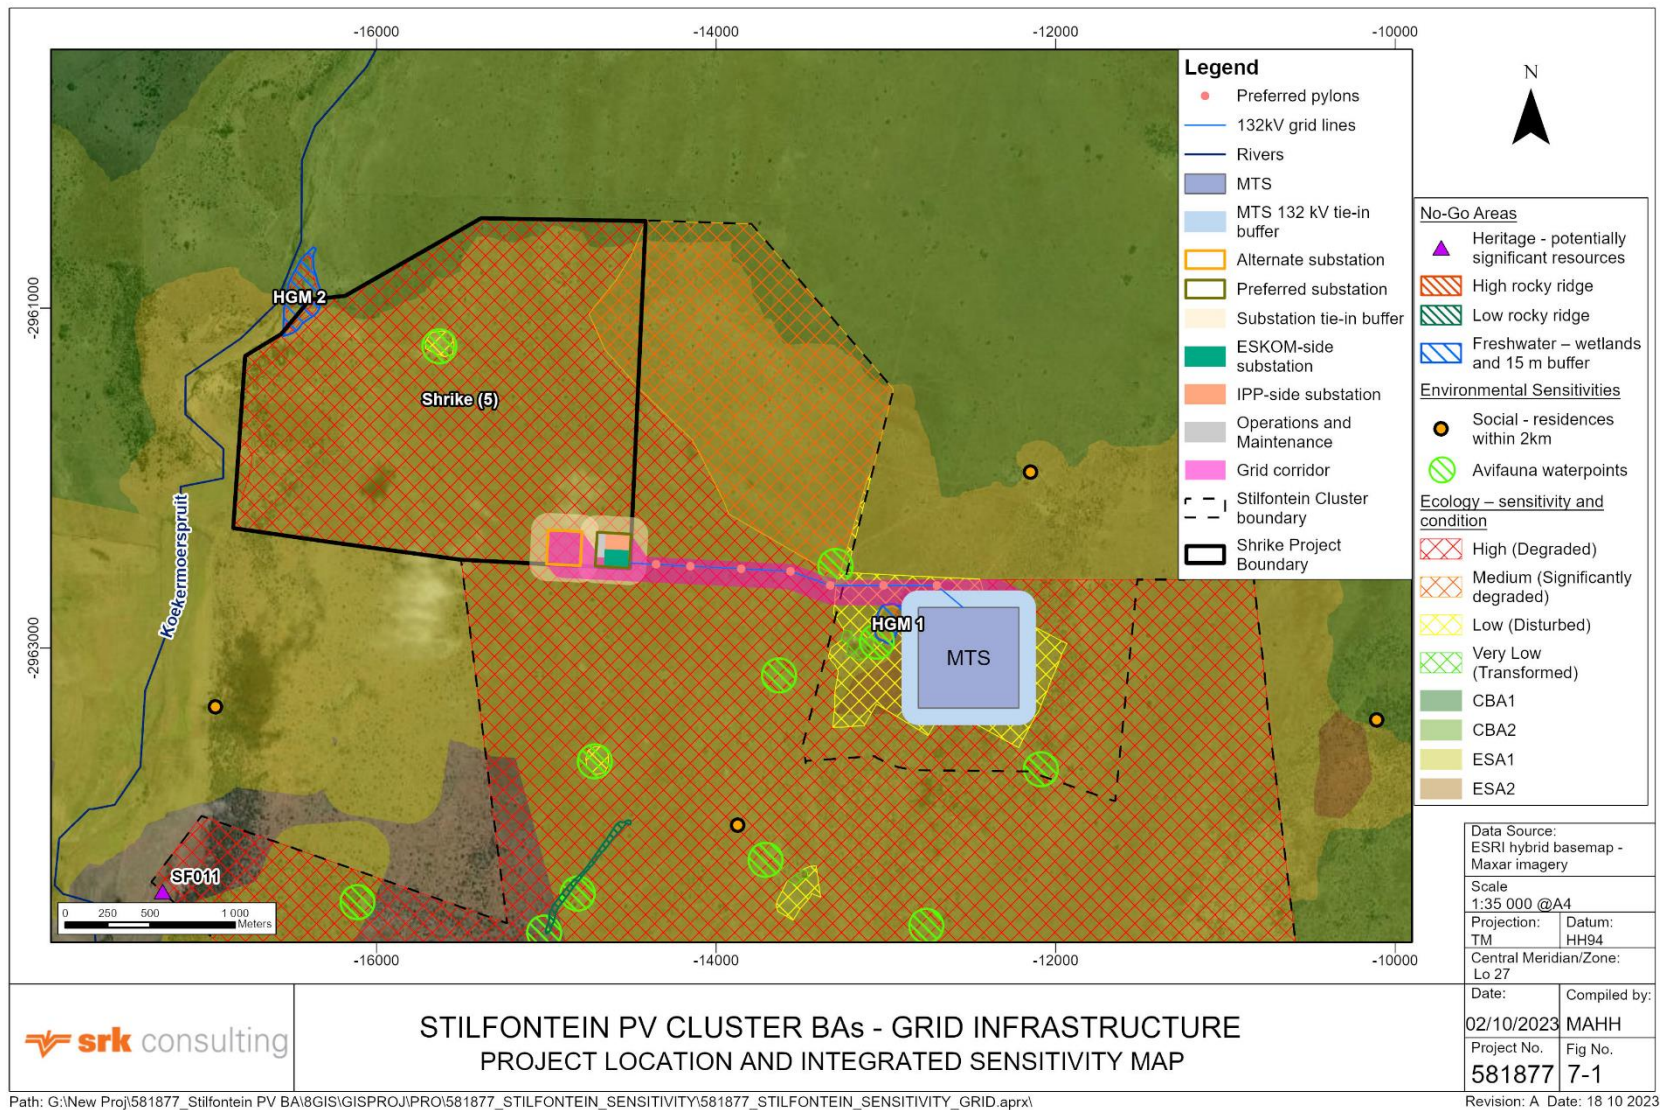 -16000
-14000
-12000
-10000
-2961000
-2963000
HGM 2
Shrike (5)
Koekermoerspruit
HGM 1
MTS
SF011
0 250 500 1 000
Meters
-16000
-14000
-12000
-10000
Legend
Preferred pylons
132kV grid lines
Rivers
MTS
MTS 132 kV tie-in
buffer
Alternate substation
Preferred substation
Substation tie-in buffer
ESKOM-side
substation
IPP-side substation
Operations and
Maintenance
Grid corridor
Stilfontein Cluster
boundary
Shrike Project
Boundary
N
No-Go Areas
Heritage - potentially
significant resources
High rocky ridge
Low rocky ridge
Freshwater – wetlands
and 15 m buffer
Environmental Sensitivities
Social - residences
within 2km
Avifauna waterpoints
Ecology – sensitivity and
condition
High (Degraded)
Medium (Significantly
degraded)
Low (Disturbed)
Very Low
(Transformed)
CBA1
CBA2
ESA1
ESA2
Data Source:
ESRI hybrid basemap -
Maxar imagery
Scale
1:35 000 @A4
Projection:
TM
Datum:
HH94
Central Meridian/Zone:
Lo 27
Date:
02/10/2023
Compiled by:
MAHH
Project No.
581877
Fig No.
7-1
srk consulting
STILFONTEIN PV CLUSTER BAs - GRID INFRASTRUCTURE
PROJECT LOCATION AND INTEGRATED SENSITIVITY MAP
Path: G:\New Proj\581877_Stilfontein PV BA\8GIS\GISPROJ\PRO\581877_STILFONTEIN_SENSITIVITY\581877_STILFONTEIN_SENSITIVITY_GRID.aprx\
Revision: A Date: 18 10 2023